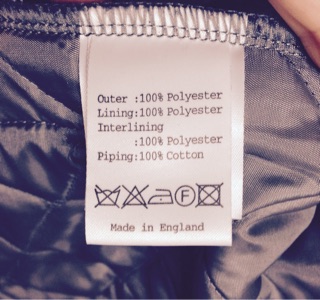 Outer :100% Polyester
Lining:100% Polyester
Interlining
:100% Polyester
Piping:100% Cotton
F
Made in England